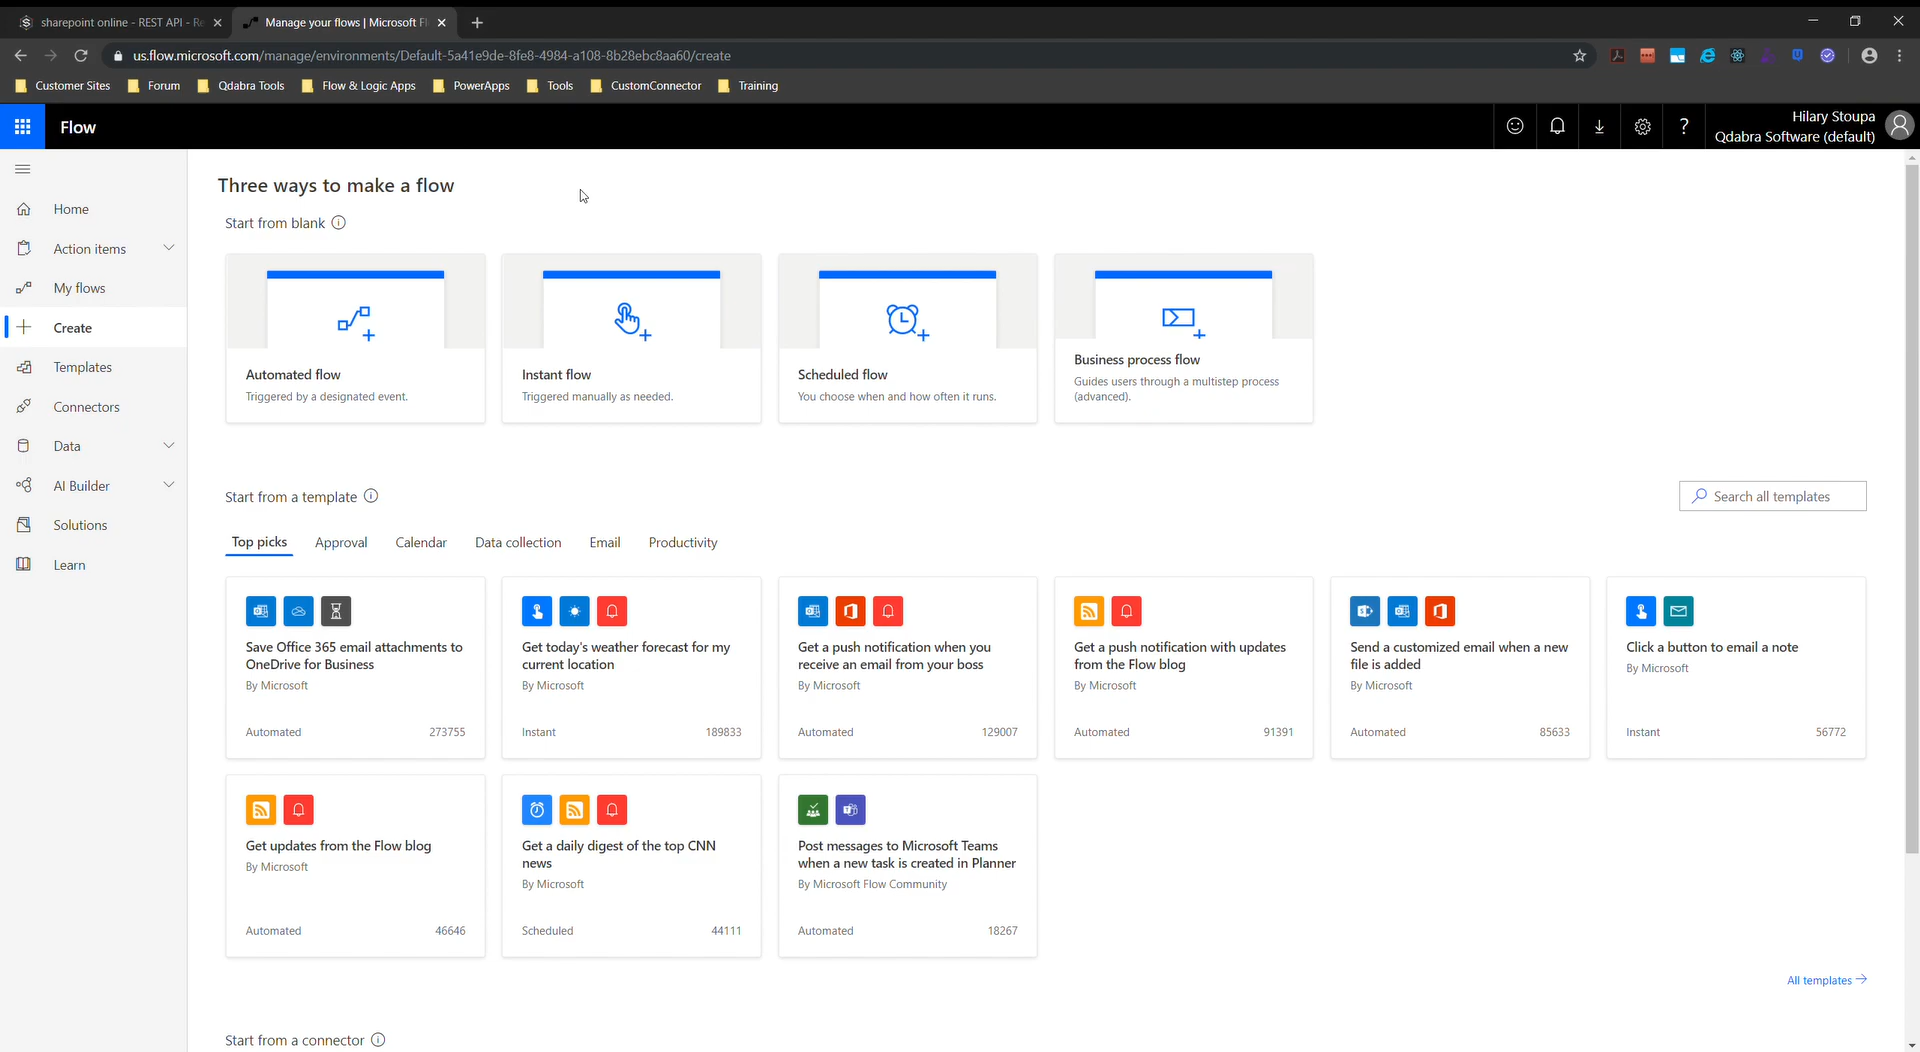 sharepoint online - REST API - Re
Manage your flows | Microsoft Fl
us.flow.microsoft.com/manage/environments/Default-5a41e9de-8fe8-4984-a108-8b28ebc8aa60/create
Customer Sites
Forum
Qdabra Tools
Flow & Logic Apps
PowerApps
Tools
CustomConnector
Training
Flow
Hilary Stoupa
Qdabra Software (default)
Home
Action items
My flows
Create
Templates
Connectors
Data
AI Builder
Solutions
Learn
Three ways to make a flow
Start from blank
Automated flow
Triggered by a designated event.
Instant flow
Triggered manually as needed.
Scheduled flow
You choose when and how often it runs.
Business process flow
Guides users through a multistep process
(advanced).
Start from a template
Search all templates
Top picks
Approval
Calendar
Data collection
Email
Productivity
Save Office 365 email attachments to
OneDrive for Business
By Microsoft
Automated
273755
Get today's weather forecast for my
current location
By Microsoft
Instant
189833
Get a push notification when you
receive an email from your boss
By Microsoft
Automated
129007
Get a push notification with updates
from the Flow blog
By Microsoft
Automated
91391
Send a customized email when a new
file is added
By Microsoft
Automated
85633
Click a button to email a note
By Microsoft
Instant
56772
Get updates from the Flow blog
By Microsoft
Automated
46646
Get a daily digest of the top CNN
news
By Microsoft
Scheduled
44111
Post messages to Microsoft Teams
when a new task is created in Planner
By Microsoft Flow Community
Automated
18267
All templates
Start from a connector